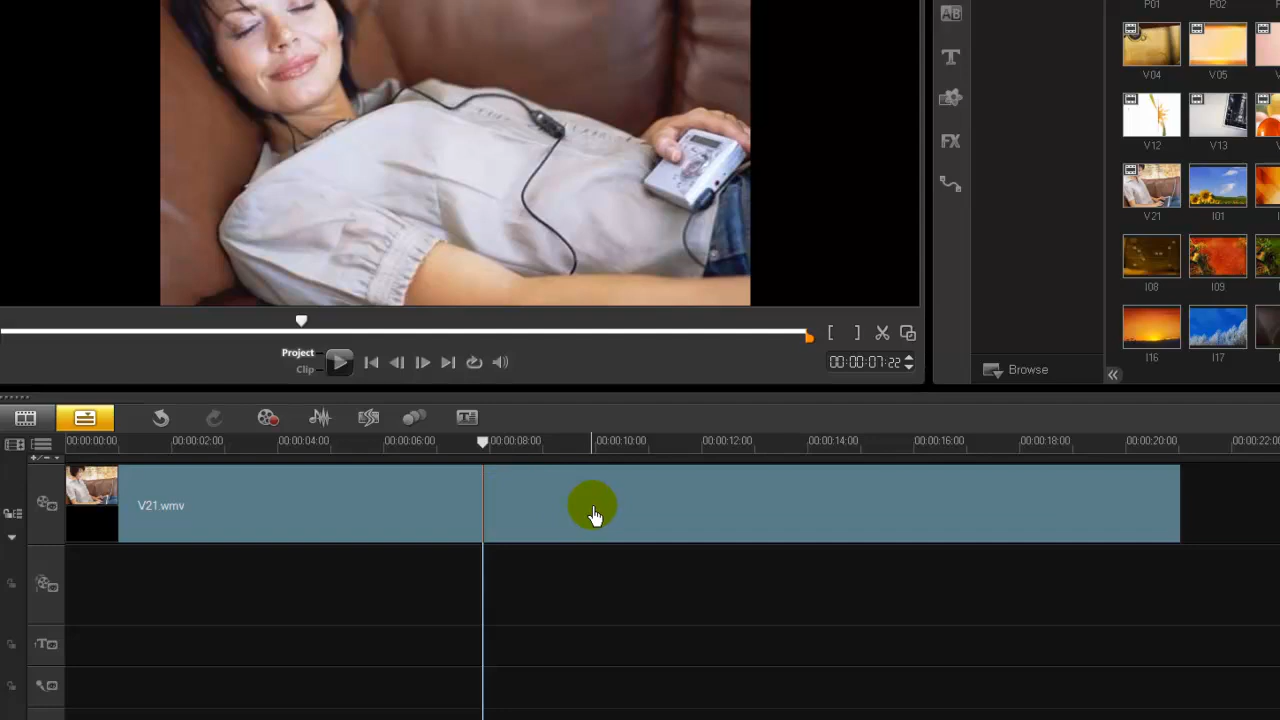 P01 P02
AB
T
V04 V05
FX
V12 V13
V21 I01
I08 I09
I16 I17
Project
Clip
[ ]
00:00:07:22
Browse
00:00:00:00 00:00:02:00 00:00:04:00 00:00:06:00 00:00:08:00 00:00:10:00 00:00:12:00 00:00:14:00 00:00:16:00 00:00:18:00 00:00:20:00 00:00:22:00
V21.wmv
1T